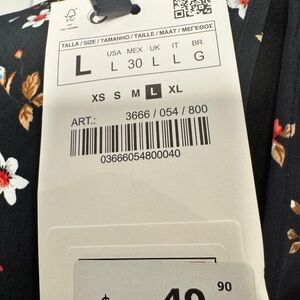 FSC
TALLA / SIZE / TAMANHO / TAILLE / MAAT / ΜΕΓΕΘΟΣ
L
USA MEX UK IT BR
L 30 L L G
XS S M L XL
ART.: 3666 / 054 / 800
03666054800040
90